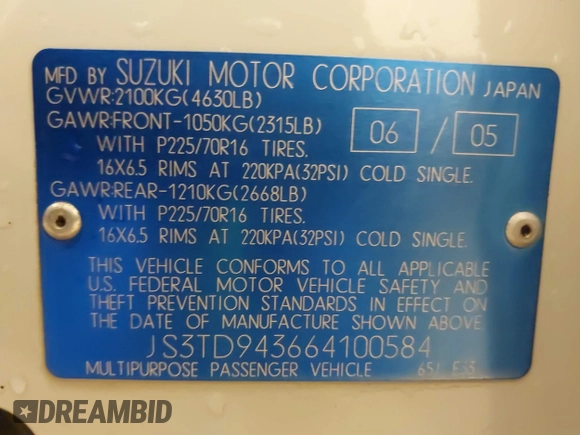 MFD BY SUZUKI MOTOR CORPORATION JAPAN
GVWR:2100KG(4630LB)
GAWR:FRONT-1050KG(2315LB) 06 / 05
WITH P225/70R16 TIRES.
16X6.5 RIMS AT 220KPA(32PSI) COLD SINGLE.
GAWR:REAR-1210KG(2668LB)
WITH P225/70R16 TIRES.
16X6.5 RIMS AT 220KPA(32PSI) COLD SINGLE.
THIS VEHICLE CONFORMS TO ALL APPLICABLE
U.S. FEDERAL MOTOR VEHICLE SAFETY AND
THEFT PREVENTION STANDARDS IN EFFECT ON
THE DATE OF MANUFACTURE SHOWN ABOVE.
JS3TD943664100584
MULTIPURPOSE PASSENGER VEHICLE
DREAMBID